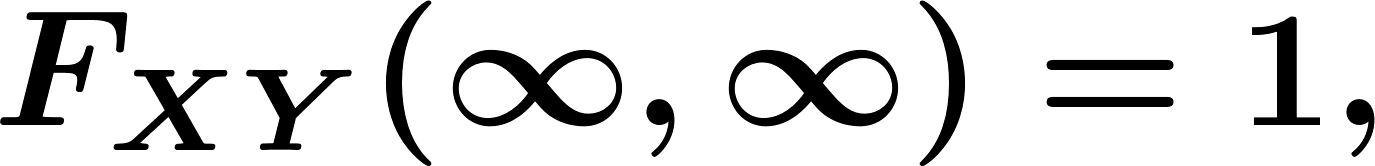 F_{XY}(∞, ∞) = 1,